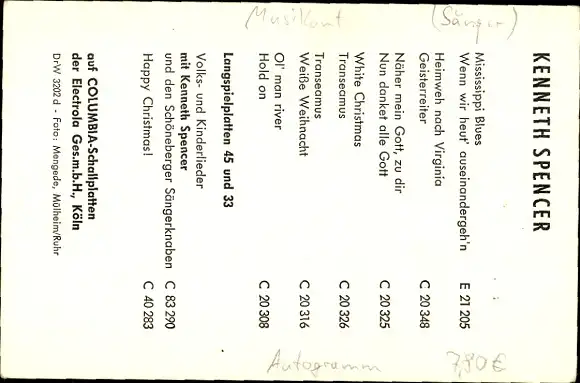 Musikant
(Sänger)
KENNETH SPENCER
Mississippi Blues
Wenn wir heut' auseinandergeh'n E 21 205
Heimweh nach Virginia
Geisterreiter C 20 348
Näher mein Gott, zu dir
Nun danket alle Gott C 20 325
White Christmas
Transeamus C 20 326
Transeamus
Weiße Weihnacht C 20 316
Ol' man river
Hold on C 20 308
Langspielplatten 45 und 33
Volks- und Kinderlieder
mit Kenneth Spencer
und den Schöneberger Sängerknaben C 83 290
Happy Christmas! C 40 283
auf COLUMBIA-Schallplatten
der Electrola Ges.m.b.H., Köln
DrW 3202 d - Foto: Mengede, Mülheim/Ruhr
Autogramm
7,80 €